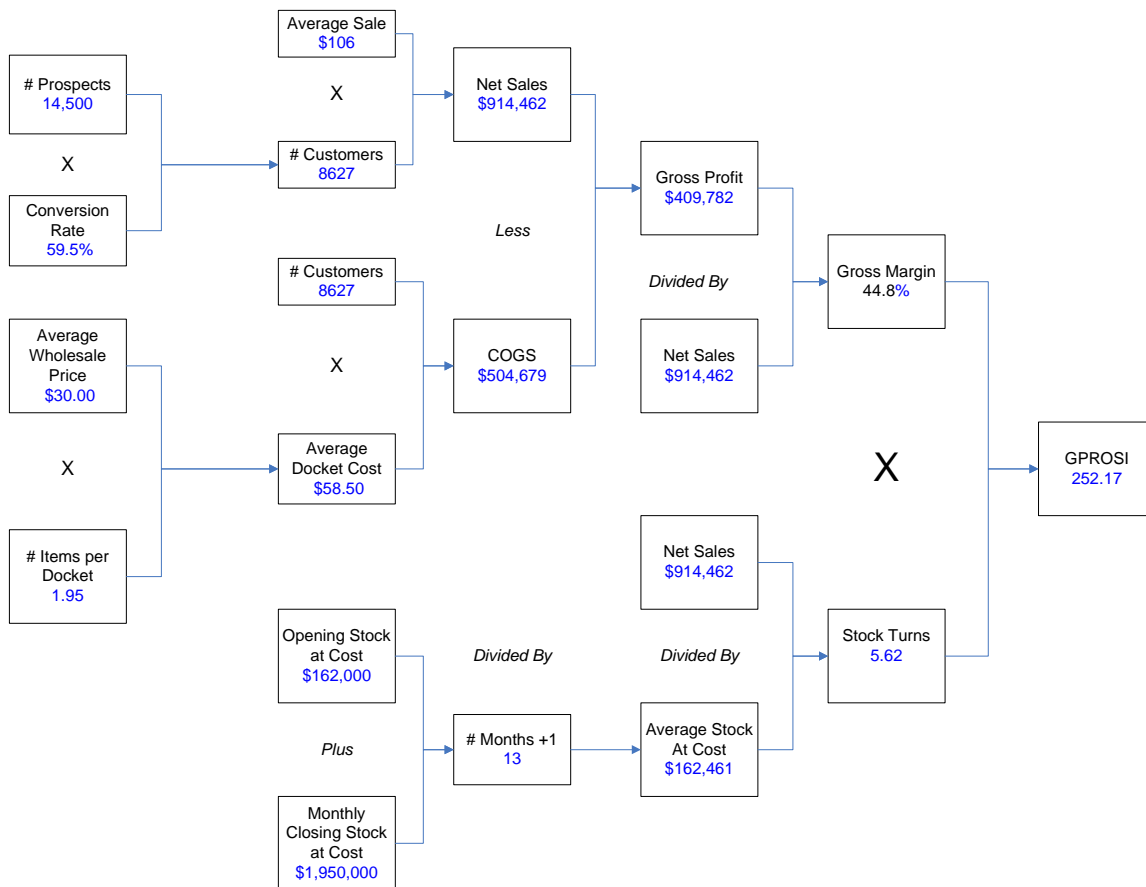 Average Sale
$106
# Prospects
14,500
X
Net Sales
$914,462
X
# Customers
8627
Gross Profit
$409,782
Conversion
Rate
59.5%
Less
# Customers
8627
Divided By
Gross Margin
44.8%
Average
Wholesale
Price
$30.00
X
COGS
$504,679
Net Sales
$914,462
X
Average
Docket Cost
$58.50
X
GPROSI
252.17
# Items per
Docket
1.95
Net Sales
$914,462
Opening Stock
at Cost
$162,000
Divided By
Divided By
Stock Turns
5.62
Plus
# Months +1
13
Average Stock
At Cost
$162,461
Monthly
Closing Stock
at Cost
$1,950,000